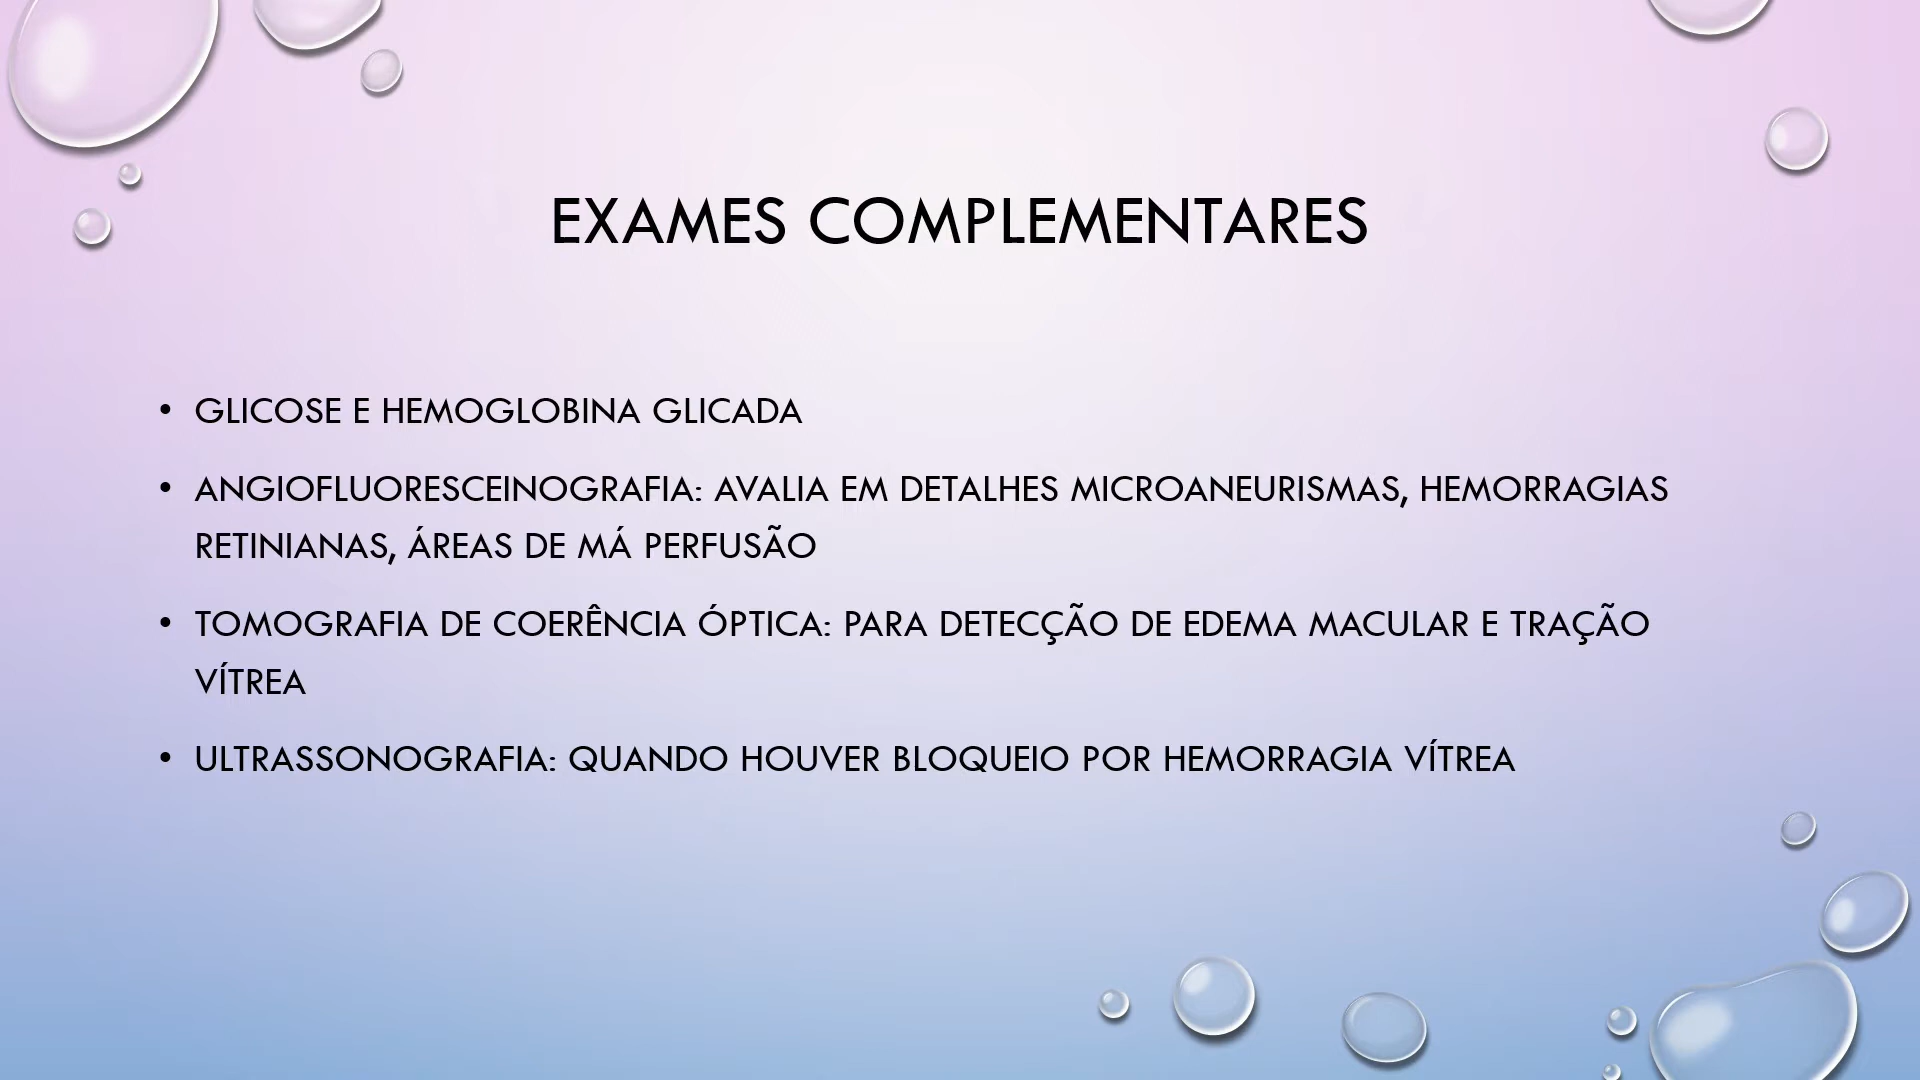 EXAMES COMPLEMENTARES
• GLICOSE E HEMOGLOBINA GLICADA
• ANGIOFLUORESCEINOGRAFIA: AVALIA EM DETALHES MICROANEURISMAS, HEMORRAGIAS
RETINIANAS, ÁREAS DE MÁ PERFUSÃO
• TOMOGRAFIA DE COERÊNCIA ÓPTICA: PARA DETECÇÃO DE EDEMA MACULAR E TRAÇÃO
VÍTREA
• ULTRASSONOGRAFIA: QUANDO HOUVER BLOQUEIO POR HEMORRAGIA VÍTREA